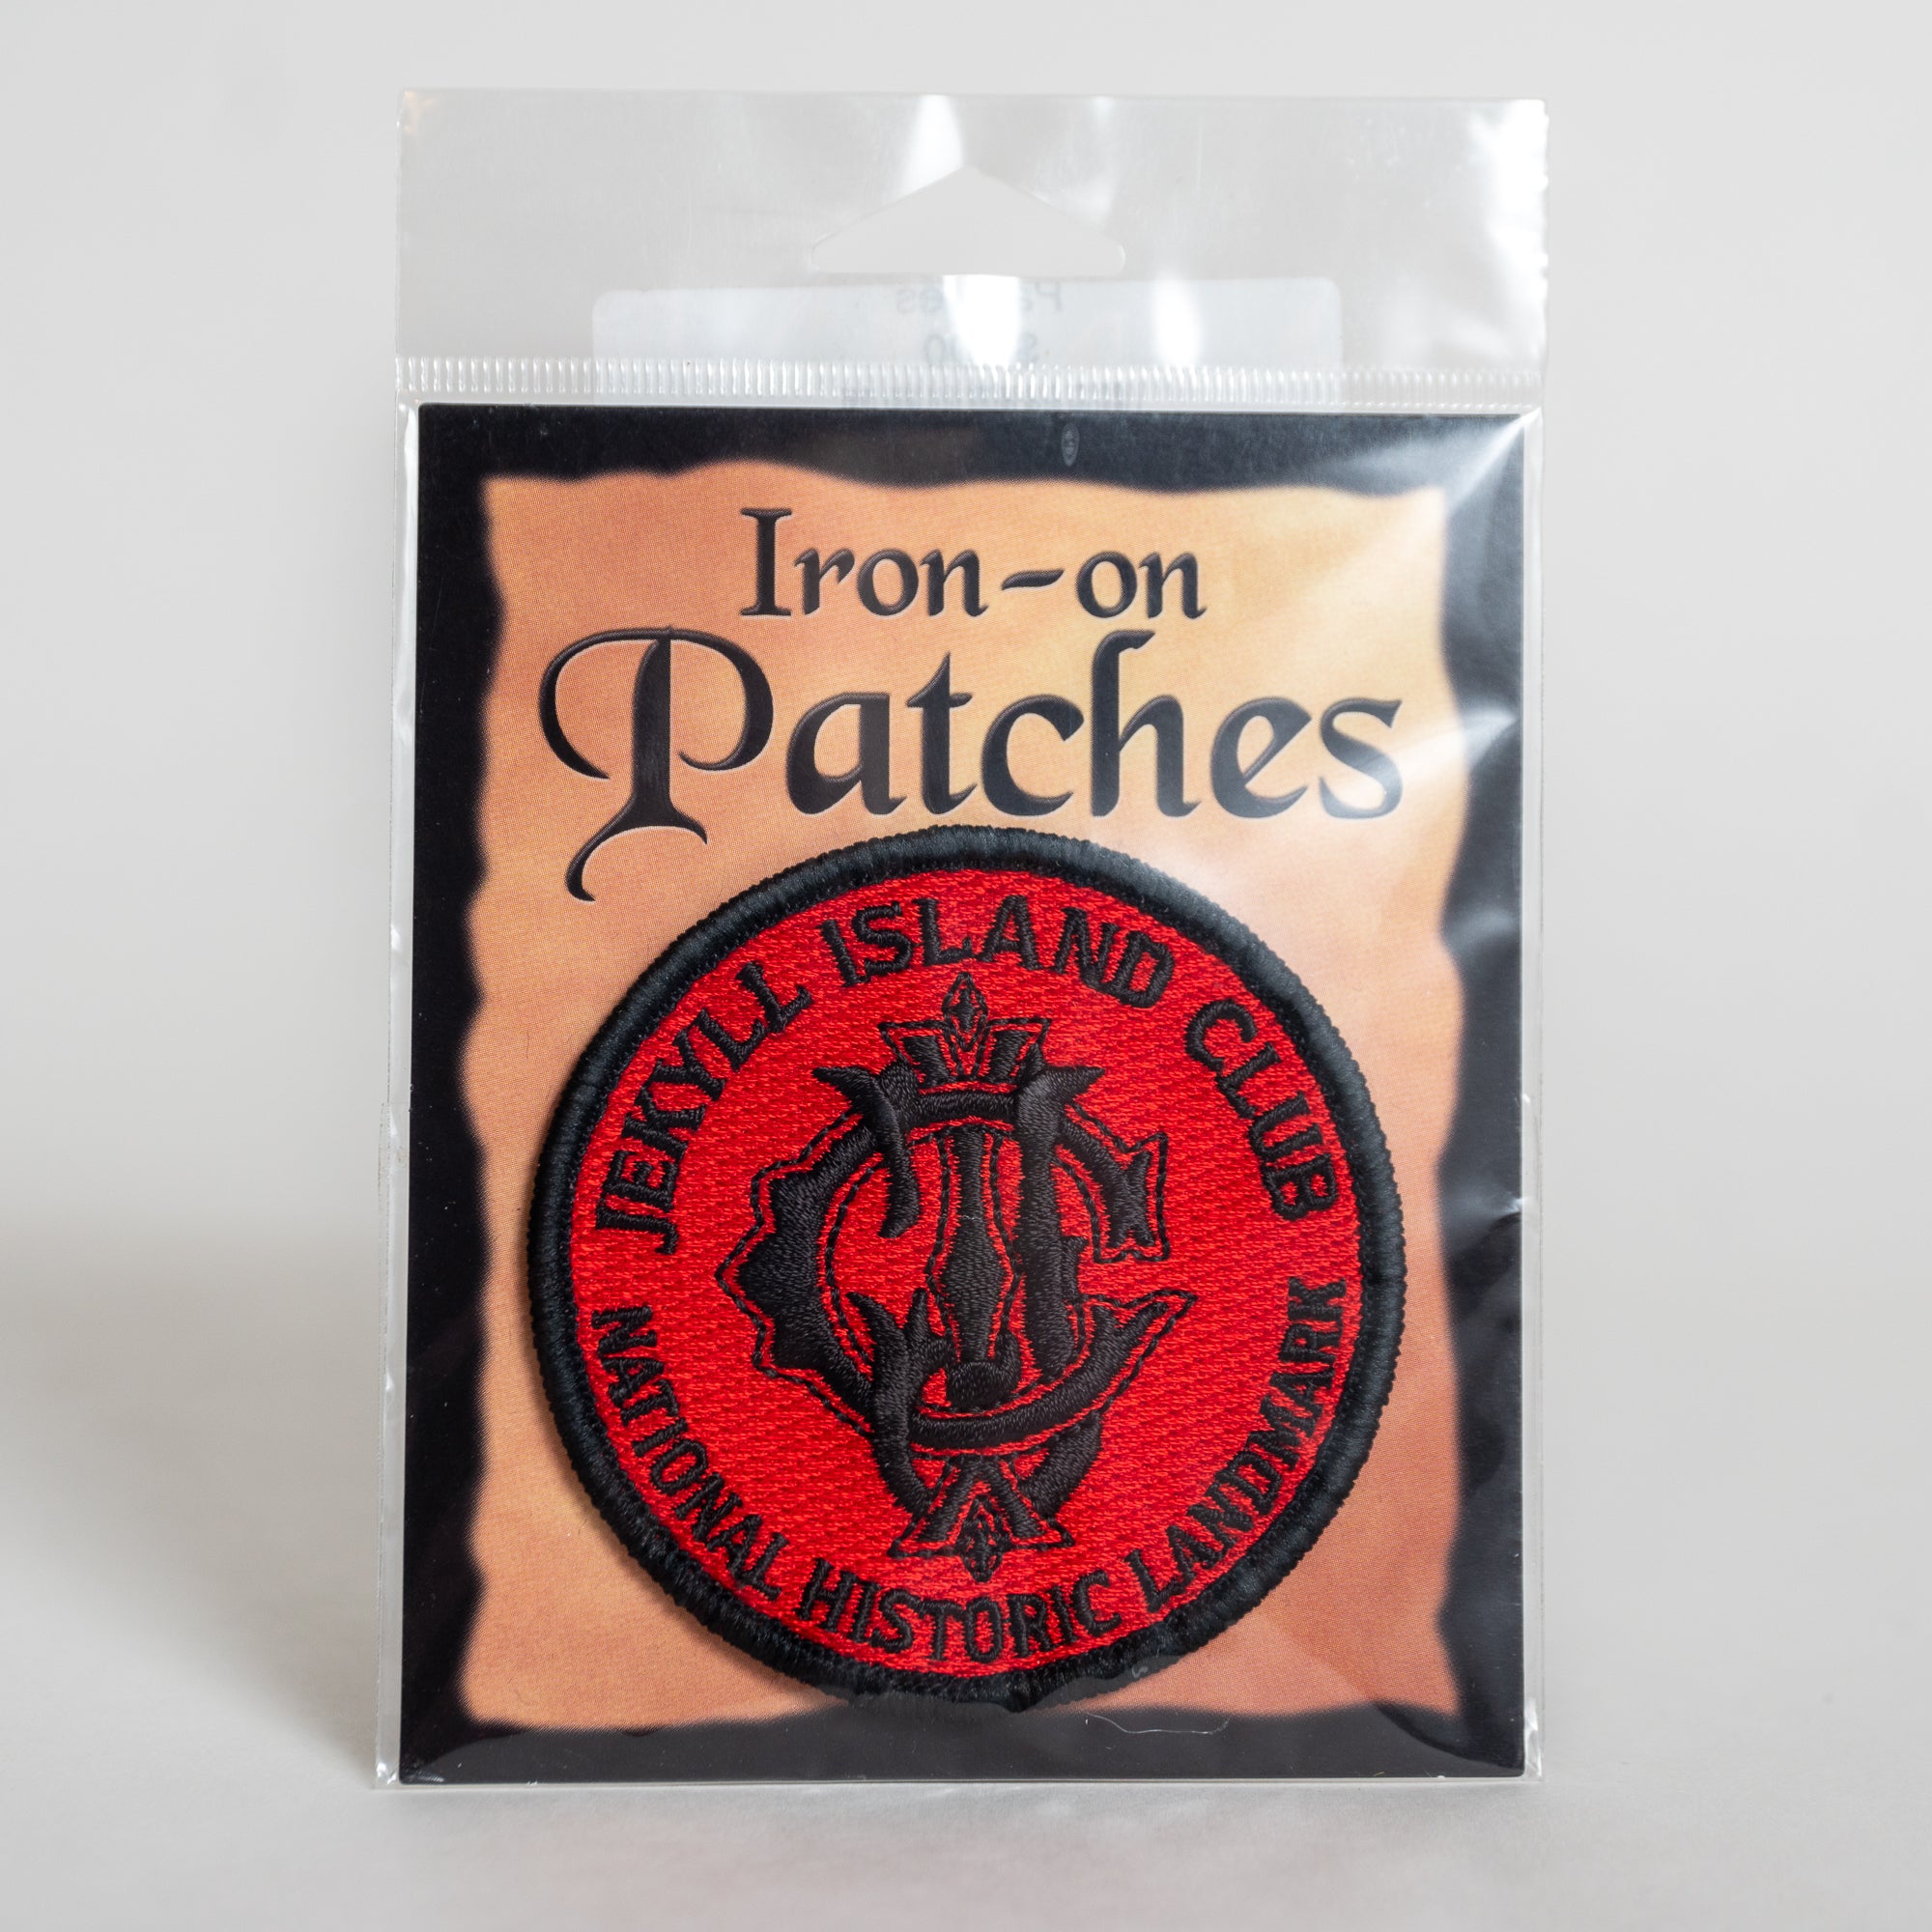 Iron-on
Patches
JEKYLL ISLAND CLUB
NATIONAL HISTORIC LANDMARK